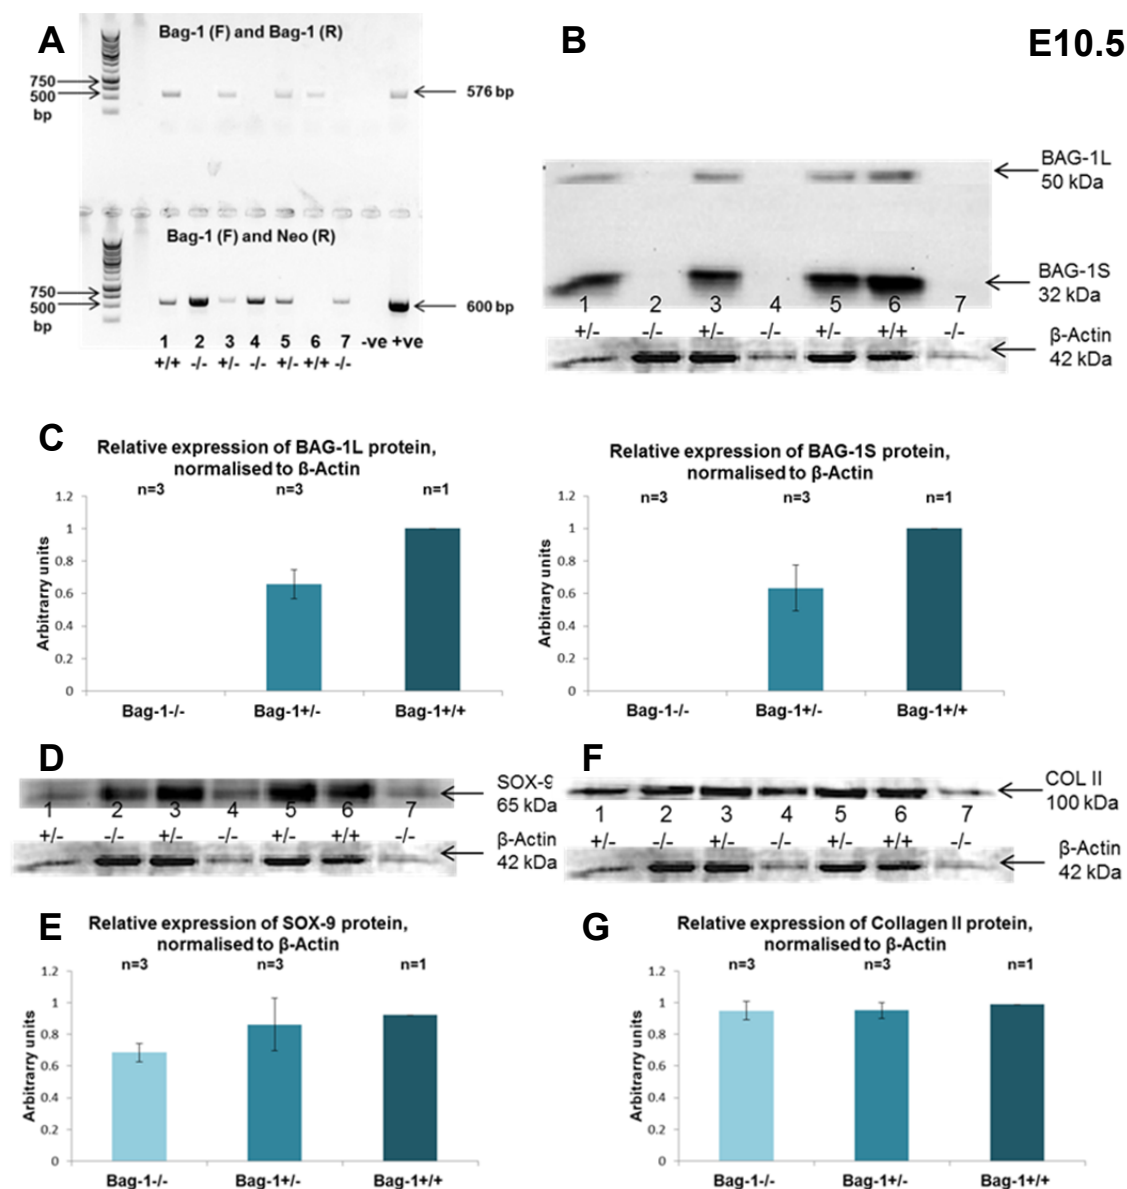 A
Bag-1 (F) and Bag-1 (R)
750
500
bp
576 bp
Bag-1 (F) and Neo (R)
750
500
bp
600 bp
1 2 3 4 5 6 7 -ve +ve
+/+ -/- +/- -/- +/- +/+ -/-
B
E10.5
BAG-1L
50 kDa
BAG-1S
32 kDa
1 2 3 4 5 6 7
+/- -/- +/- -/- +/- +/+ -/-
β-Actin
42 kDa
C
Relative expression of BAG-1L protein,
normalised to ß-Actin
n=3 n=3 n=1
1.2
1
0.8
0.6
0.4
0.2
0
Arbitrarry units
Bag-1-/- Bag-1+/- Bag-1+/+
Relative expression of BAG-1S protein,
normalised to β-Actin
n=3 n=3 n=1
1.2
1
0.8
0.6
0.4
0.2
0
Arbitrary units
Bag-1-/- Bag-1+/- Bag-1+/+
D
SOX-9
65 kDa
1 2 3 4 5 6 7
+/- -/- +/- -/- +/- +/+ -/-
β-Actin
42 kDa
F
COL II
100 kDa
1 2 3 4 5 6 7
+/- -/- +/- -/- +/- +/+ -/-
β-Actin
42 kDa
E
Relative expression of SOX-9 protein,
normalised to β-Actin
n=3 n=3 n=1
1.2
1
0.8
0.6
0.4
0.2
0
Arbitrarry units
Bag-1-/- Bag-1+/- Bag-1+/+
G
Relative expression of Collagen II protein,
normalised to β-Actin
n=3 n=3 n=1
1.2
1
0.8
0.6
0.4
0.2
0
Arbitrarry units
Bag-1-/- Bag-1+/- Bag-1+/+